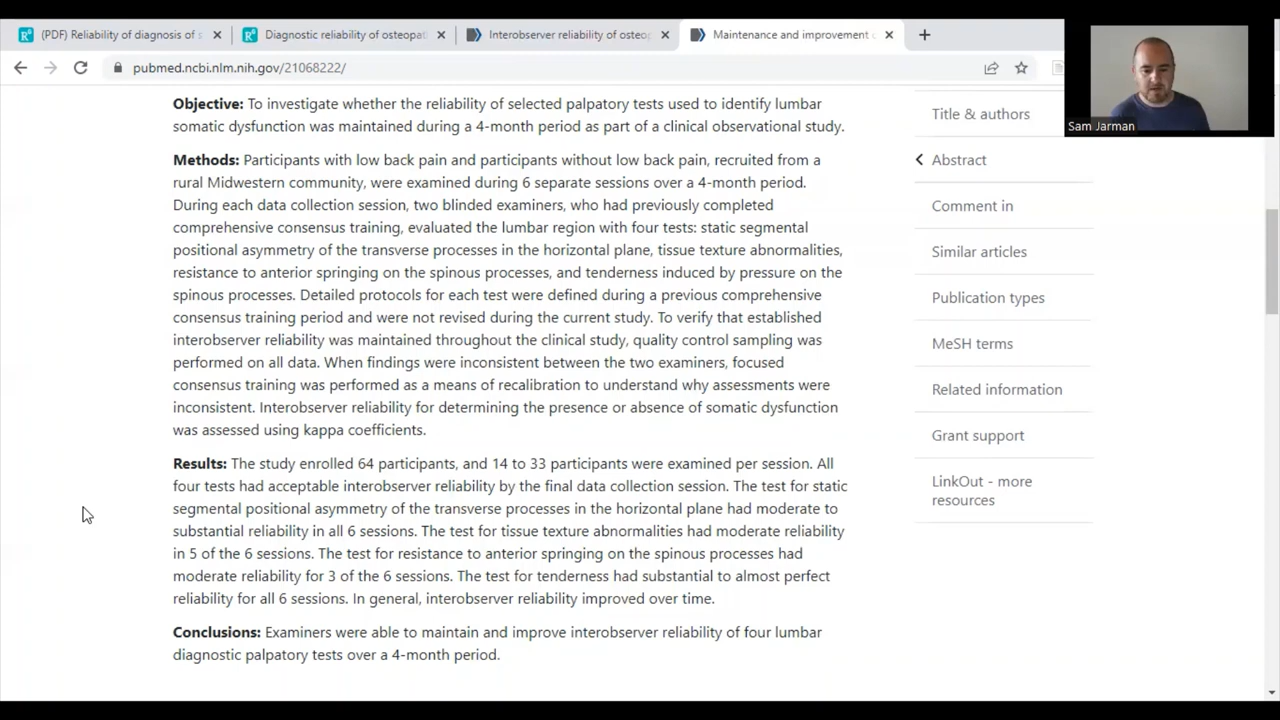 (PDF) Reliability of diagnosis of s
Diagnostic reliability of osteopat
Interobserver reliability of osteo
Maintenance and improvement
pubmed.ncbi.nlm.nih.gov/21068222/
Sam Jarman
Objective: To investigate whether the reliability of selected palpatory tests used to identify lumbar
somatic dysfunction was maintained during a 4-month period as part of a clinical observational study.
Methods: Participants with low back pain and participants without low back pain, recruited from a
rural Midwestern community, were examined during 6 separate sessions over a 4-month period.
During each data collection session, two blinded examiners, who had previously completed
comprehensive consensus training, evaluated the lumbar region with four tests: static segmental
positional asymmetry of the transverse processes in the horizontal plane, tissue texture abnormalities,
resistance to anterior springing on the spinous processes, and tenderness induced by pressure on the
spinous processes. Detailed protocols for each test were defined during a previous comprehensive
consensus training period and were not revised during the current study. To verify that established
interobserver reliability was maintained throughout the clinical study, quality control sampling was
performed on all data. When findings were inconsistent between the two examiners, focused
consensus training was performed as a means of recalibration to understand why assessments were
inconsistent. Interobserver reliability for determining the presence or absence of somatic dysfunction
was assessed using kappa coefficients.
Results: The study enrolled 64 participants, and 14 to 33 participants were examined per session. All
four tests had acceptable interobserver reliability by the final data collection session. The test for static
segmental positional asymmetry of the transverse processes in the horizontal plane had moderate to
substantial reliability in all 6 sessions. The test for tissue texture abnormalities had moderate reliability
in 5 of the 6 sessions. The test for resistance to anterior springing on the spinous processes had
moderate reliability for 3 of the 6 sessions. The test for tenderness had substantial to almost perfect
reliability for all 6 sessions. In general, interobserver reliability improved over time.
Conclusions: Examiners were able to maintain and improve interobserver reliability of four lumbar
diagnostic palpatory tests over a 4-month period.
Title & authors
Abstract
Comment in
Similar articles
Publication types
MeSH terms
Related information
Grant support
LinkOut - more
resources